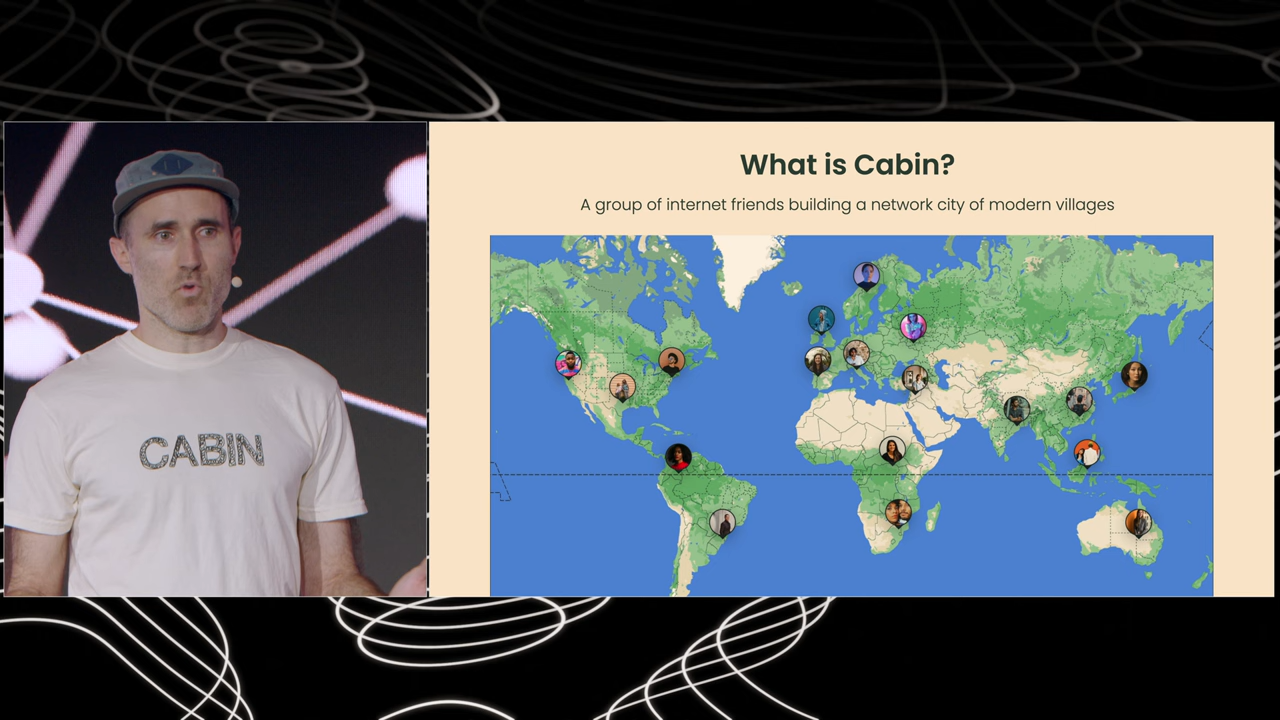 CABIN
What is Cabin?
A group of internet friends building a network city of modern villages